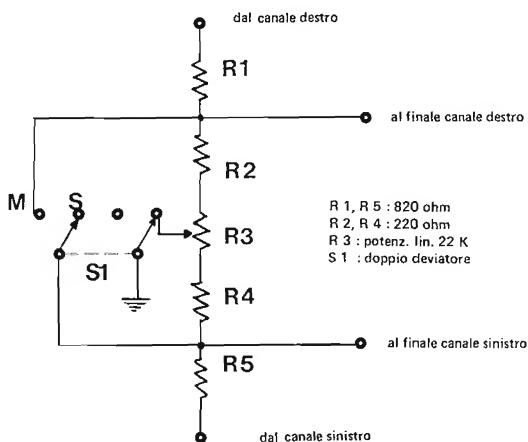 dal canale destro
R1
al finale canale destro
R2
M
S
R3
S1
R 1, R 5 : 820 ohm
R 2, R 4 : 220 ohm
R 3 : potenz. lin. 22 K
S 1 : doppio deviatore
R4
al finale canale sinistro
R5
dal canale sinistro